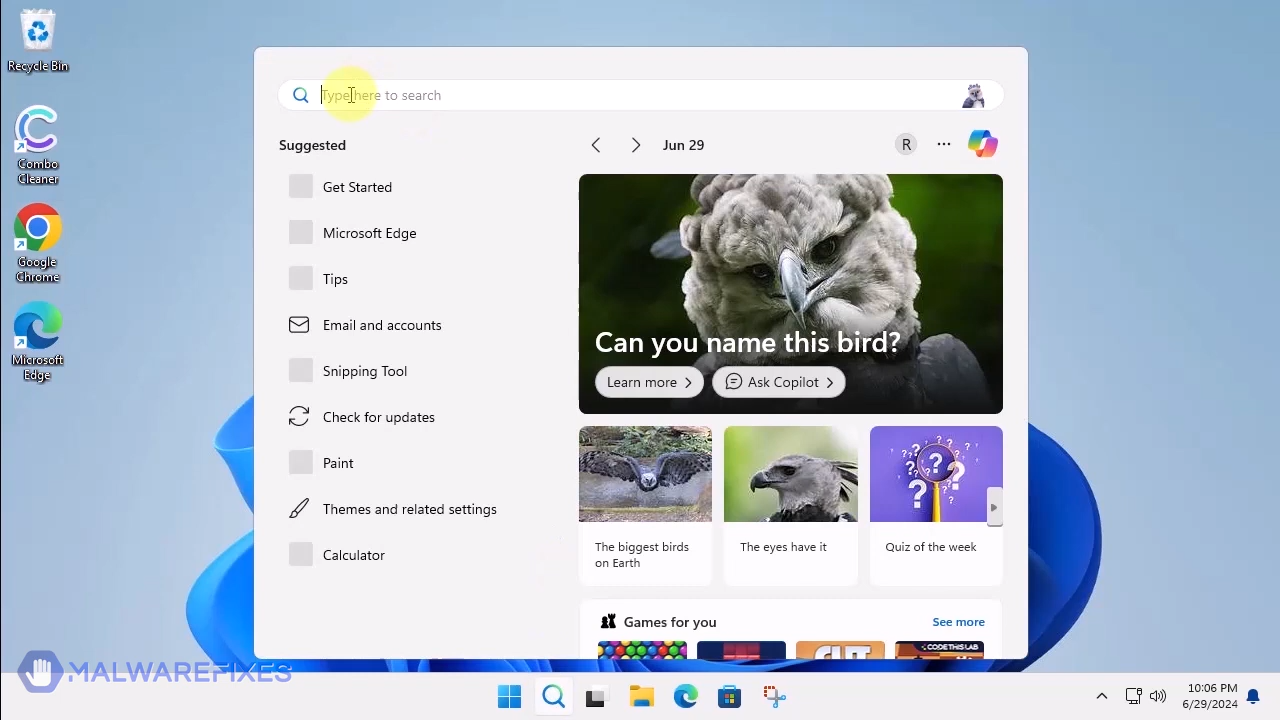 Recycle Bin
Combo
Cleaner
Google
Chrome
Microsoft
Edge
Type here to search
Suggested
Get Started
Microsoft Edge
Tips
Email and accounts
Snipping Tool
Check for updates
Paint
Themes and related settings
Calculator
Jun 29
R
Can you name this bird?
Learn more
Ask Copilot
The biggest birds
on Earth
The eyes have it
Quiz of the week
Games for you
See more
CODE THIS LAB
MALWAREFIXES
10:06 PM
6/29/2024